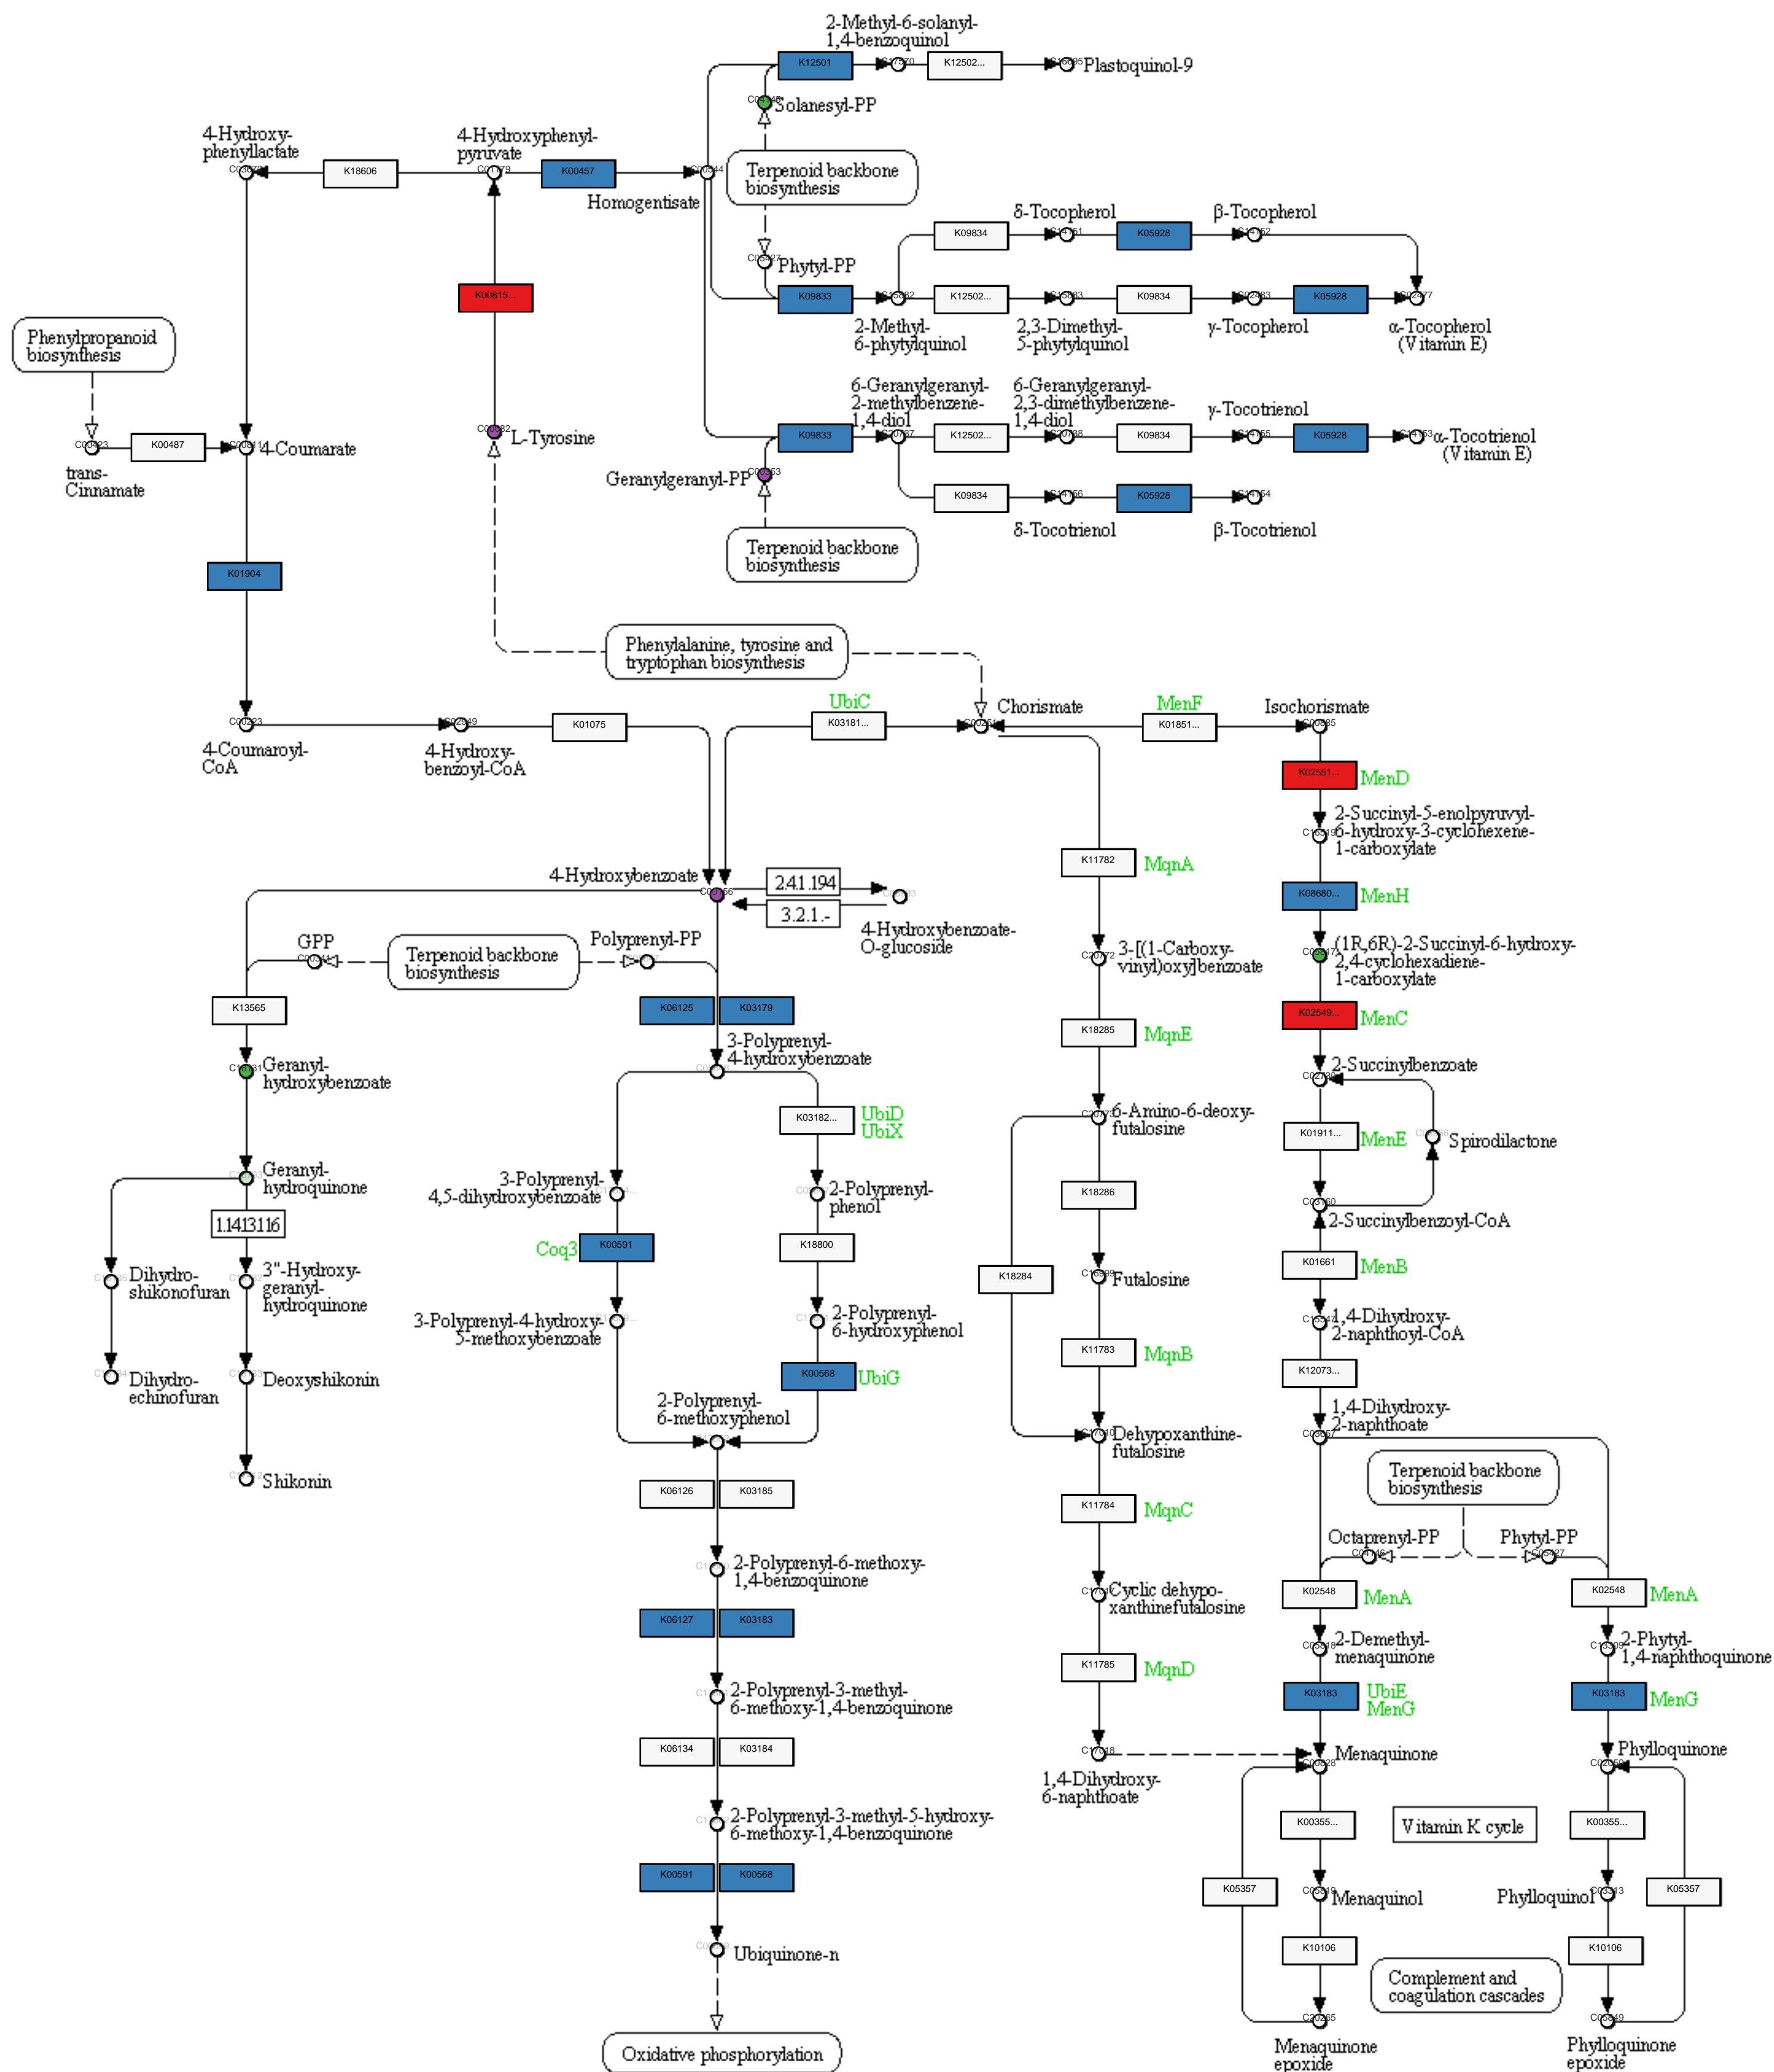 2-Methyl-6-solanyl-
1,4-benzoquinol
K12501
K12502...
Plastoquinol-9
Solanesyl-PP
4-Hydroxy-
phenyllactate
K18606
4-Hydroxyphenyl-
pyruvate
K00457
Homogentisate
Terpenoid backbone
biosynthesis
Phytyl-PP
δ-Tocopherol
β-Tocopherol
K09834
K05928
K00815...
K09833
K12502...
K09834
K05928
2-Methyl-
6-phytylquinol
2,3-Dimethyl-
5-phytylquinol
γ-Tocopherol
α-Tocopherol
(Vitamin E)
Phenylpropanoid
biosynthesis
6-Geranylgeranyl-
2-methylbenzene-
1,4-diol
6-Geranylgeranyl-
2,3-dimethylbenzene-
1,4-diol
γ-Tocotrienol
L-Tyrosine
K09833
K12502...
K09834
K05928
α-Tocotrienol
(Vitamin E)
K00487
4-Coumarate
trans-
Cinnamate
Geranylgeranyl-PP
K09834
K05928
δ-Tocotrienol
β-Tocotrienol
Terpenoid backbone
biosynthesis
K01904
Phenylalanine, tyrosine and
tryptophan biosynthesis
UbiC
K03181...
Chorismate
MenF
K01851...
Isochorismate
K01075
4-Coumaroyl-
CoA
4-Hydroxy-
benzoyl-CoA
K02551...
MenD
2-Succinyl-5-enolpyruvyl-
6-hydroxy-3-cyclohexene-
1-carboxylate
K11782
MqnA
4-Hydroxybenzoate
2.4.1.194
3.2.1.-
4-Hydroxybenzoate-
O-glucoside
K08680...
MenH
GPP
Terpenoid backbone
biosynthesis
Polyprenyl-PP
3-[(1-Carboxy-
vinyl)oxy]benzoate
(1R,6R)-2-Succinyl-6-hydroxy-
2,4-cyclohexadiene-
1-carboxylate
K13565
K06125
K03179
K18285
MqnE
K02549...
MenC
3-Polyprenyl-
4-hydroxybenzoate
Geranyl-
hydroxybenzoate
2-Succinylbenzoate
K03182...
UbiD
UbiX
6-Amino-6-deoxy-
futalosine
K01911...
MenE
Spirodilactone
Geranyl-
hydroquinone
3-Polyprenyl-
4,5-dihydroxybenzoate
2-Polyprenyl-
phenol
K18286
1.14.13.116
2-Succinylbenzoyl-CoA
Coq3
K00591
K18800
K01661
MenB
Dihydro-
shikonofuran
3"-Hydroxy-
geranyl-
hydroquinone
K18284
Futalosine
3-Polyprenyl-4-hydroxy-
5-methoxybenzoate
2-Polyprenyl-
6-hydroxyphenol
1,4-Dihydroxy-
2-naphthoyl-CoA
K11783
MqnB
K12073...
Dihydro-
echinofuran
Deoxyshikonin
K00568
UbiG
2-Polyprenyl-
6-methoxyphenol
1,4-Dihydroxy-
2-naphthoate
Dehypoxanthine-
futalosine
Shikonin
Terpenoid backbone
biosynthesis
K06126
K03185
K11784
MqnC
Octaprenyl-PP
Phytyl-PP
2-Polyprenyl-6-methoxy-
1,4-benzoquinone
Cyclic dehypo-
xanthinefutalosine
K02548
MenA
K02548
MenA
K06127
K03183
2-Demethyl-
menaquinone
2-Phytyl-
1,4-naphthoquinone
K11785
MqnD
2-Polyprenyl-3-methyl-
6-methoxy-1,4-benzoquinone
K03183
UbiE
MenG
K03183
MenG
K06134
K03184
C17018
Menaquinone
Phylloquinone
1,4-Dihydroxy-
6-naphthoate
2-Polyprenyl-3-methyl-5-hydroxy-
6-methoxy-1,4-benzoquinone
K00355...
Vitamin K cycle
K00355...
K00591
K00568
K05357
Menaquinol
Phylloquinol
K05357
Ubiquinone-n
K10106
K10106
Complement and
coagulation cascades
Oxidative phosphorylation
Menaquinone
epoxide
Phylloquinone
epoxide